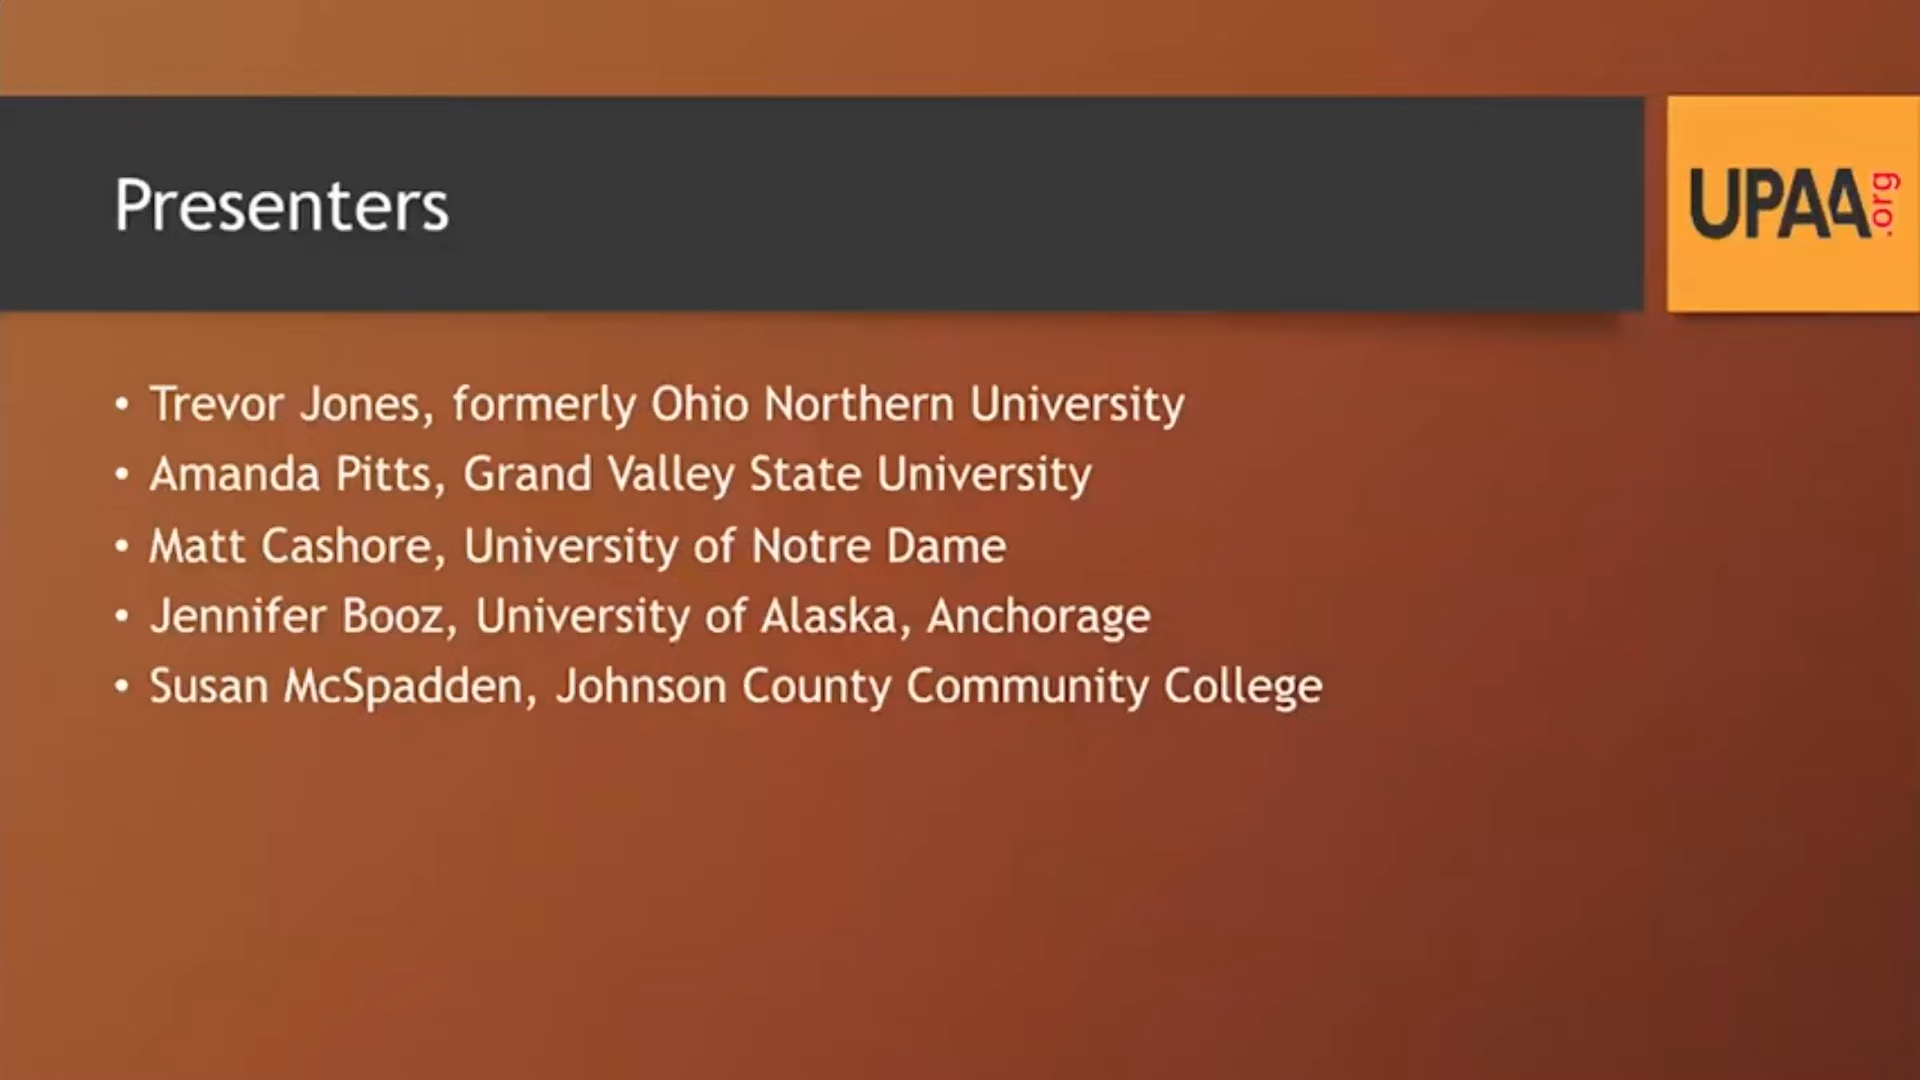 Presenters
UPAA.org
• Trevor Jones, formerly Ohio Northern University
• Amanda Pitts, Grand Valley State University
• Matt Cashore, University of Notre Dame
• Jennifer Booz, University of Alaska, Anchorage
• Susan McSpadden, Johnson County Community College